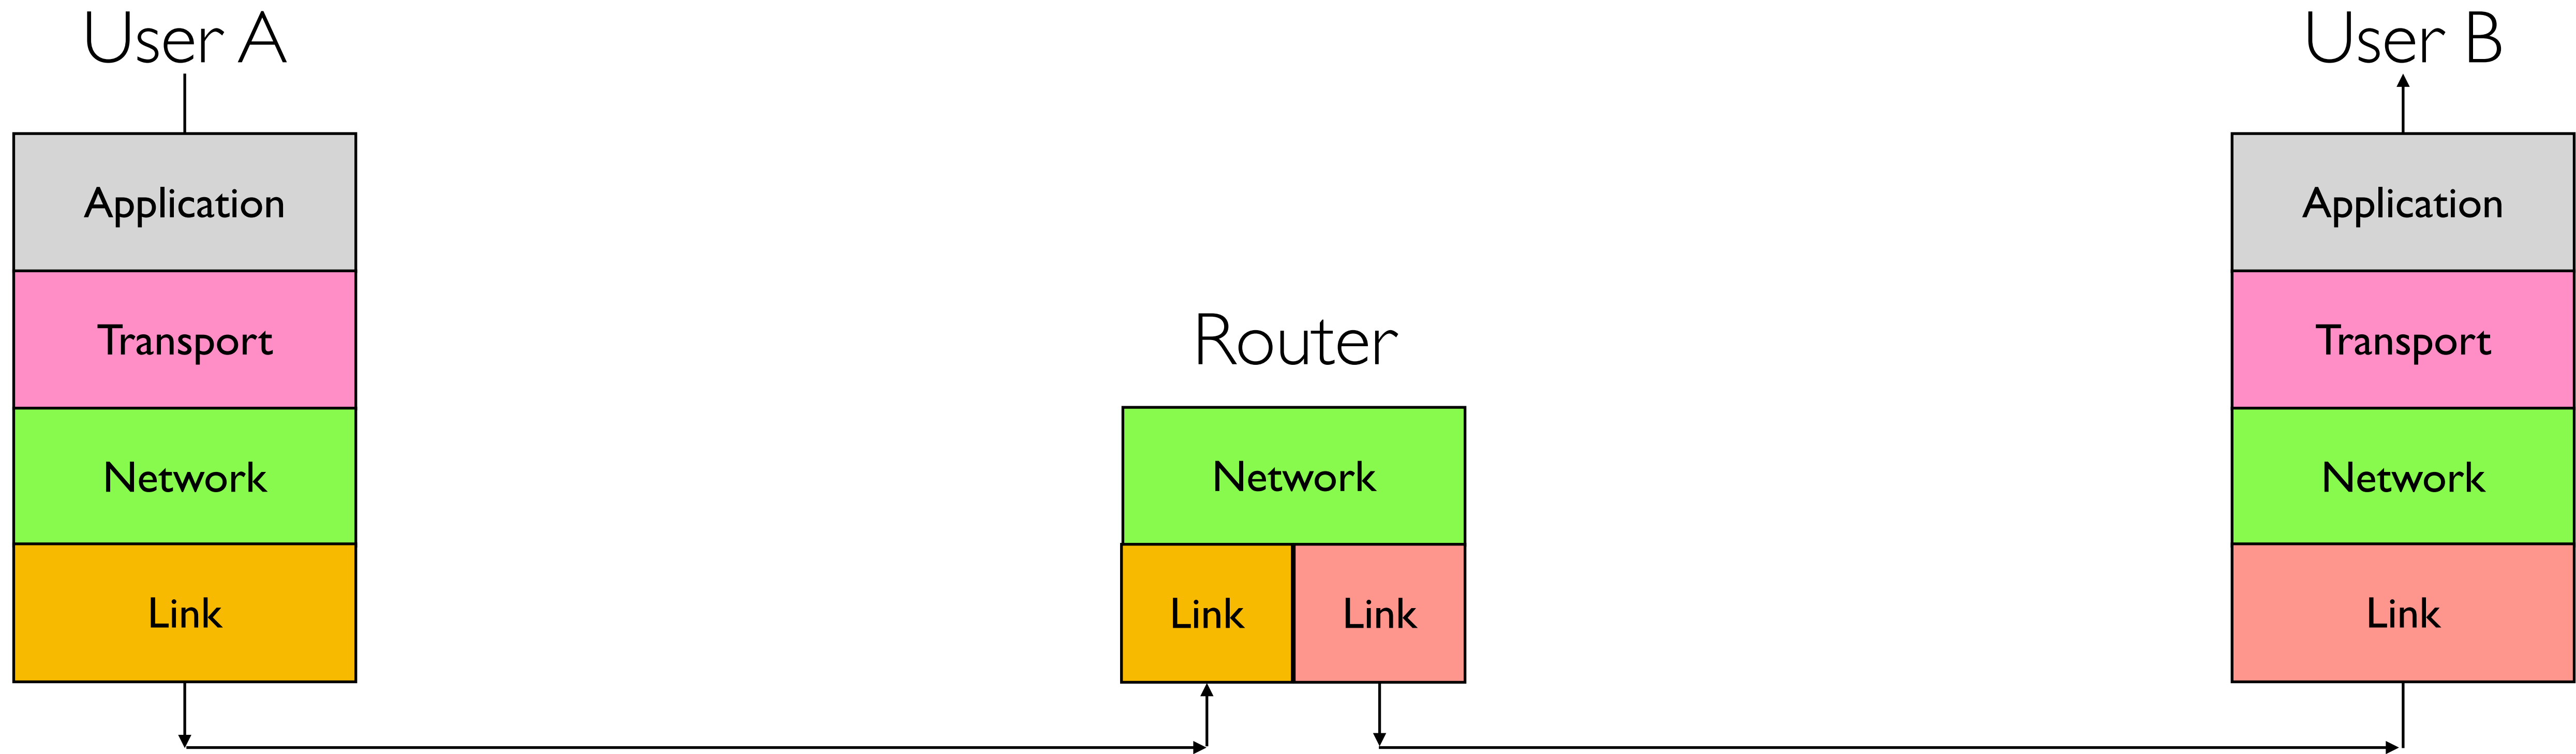 User A
Application
Transport
Network
Link
Router
Network
Link
Link
User B
Application
Transport
Network
Link